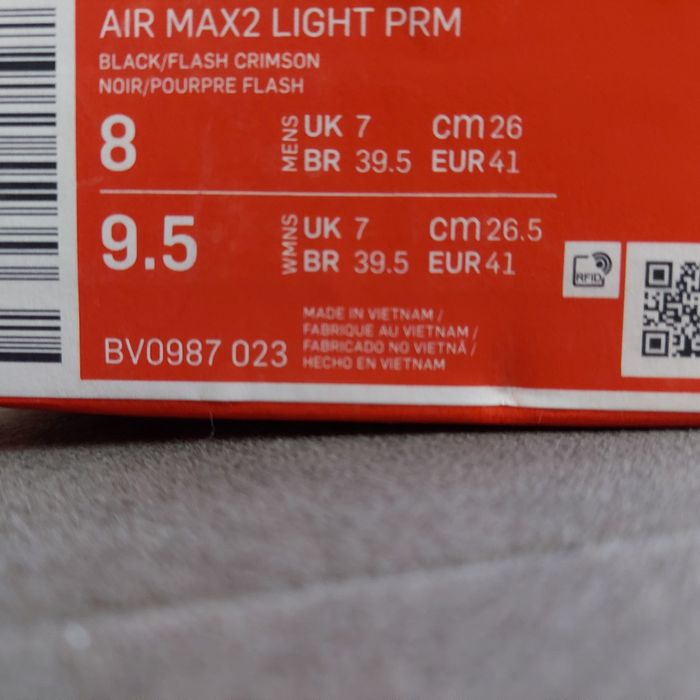 AIR MAX2 LIGHT PRM
BLACK/FLASH CRIMSON
NOIR/POURPRE FLASH
8 MENS UK 7 cm 26
BR 39.5 EUR 41
9.5 WMNS UK 7 cm 26.5
BR 39.5 EUR 41
RFID
BV0987 023
MADE IN VIETNAM /
FABRIQUE AU VIETNAM /
FABRICADO NO VIETNÃ /
HECHO EN VIETNAM